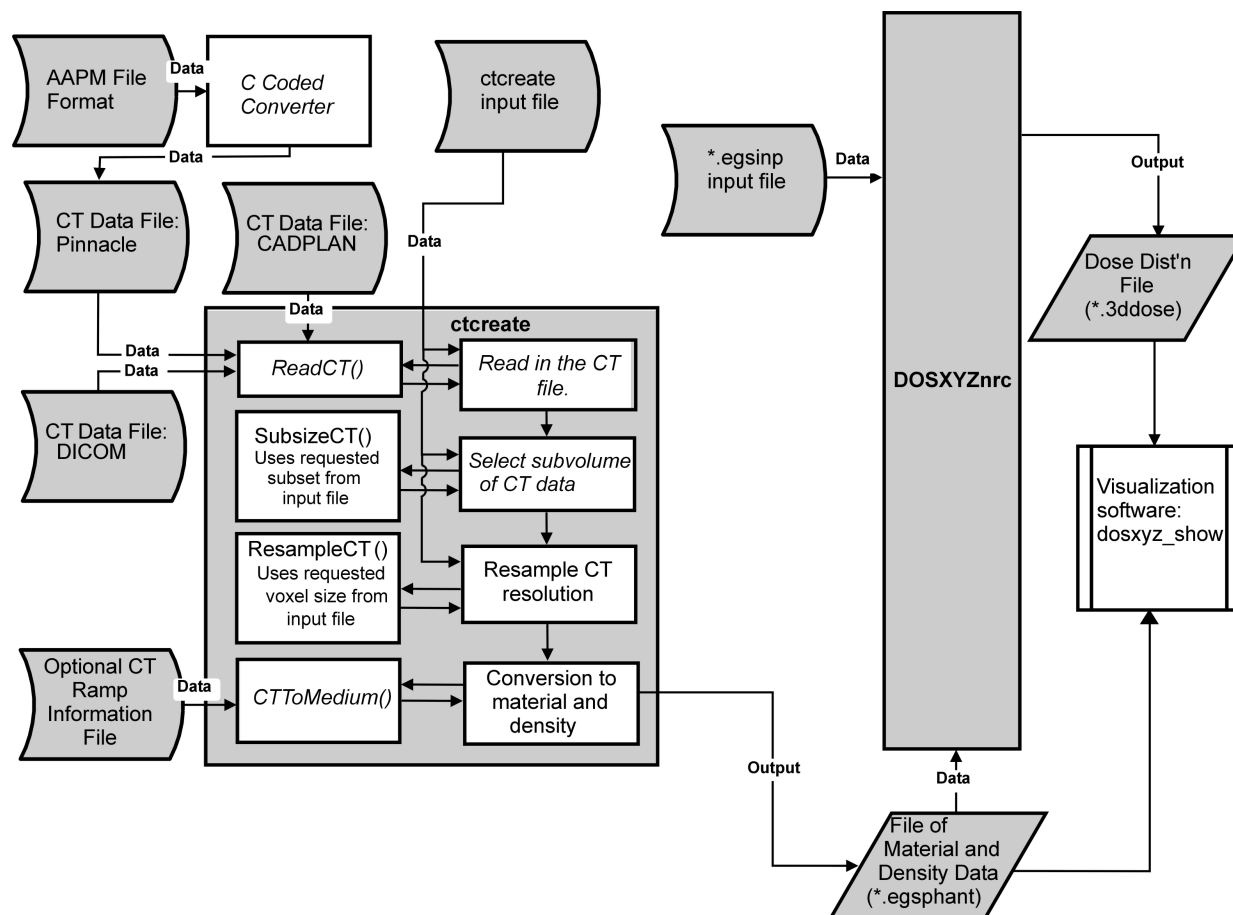 AAPM File
Format
Data
C Coded
Converter
ctcreate
input file
*.egsinp
input file
Data
Output
Data
CT Data File:
Pinnacle
CT Data File:
CADPLAN
Data
Dose Dist'n
File
(*.3ddose)
Data
ctcreate
Data
Data
ReadCT()
Read in the CT
file.
DOSXYZnrc
CT Data File:
DICOM
SubsizeCT()
Uses requested
subset from
input file
Select subvolume
of CT data
Visualization
software:
dosxyz_show
ResampleCT()
Uses requested
voxel size from
input file
Resample CT
resolution
Optional CT
Ramp
Information
File
Data
CTToMedium()
Conversion to
material and
density
Output
Data
File of
Material and
Density Data
(*.egsphant)